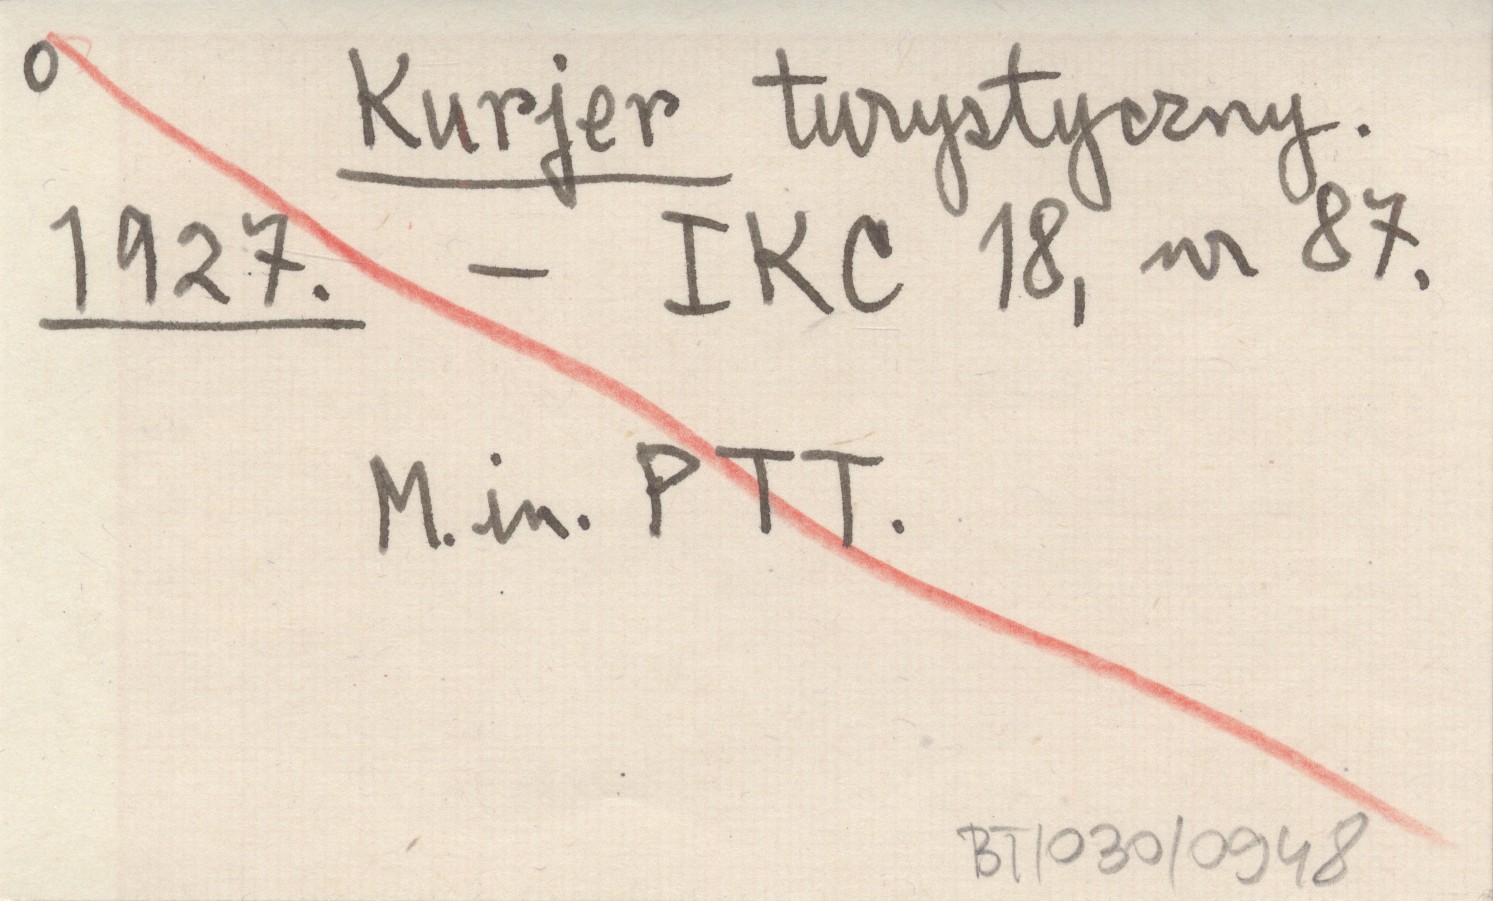 o Kurjer turystyczny.
1927. – IKC 18, nr 87.
M. in. PTT.
BT/030/0948